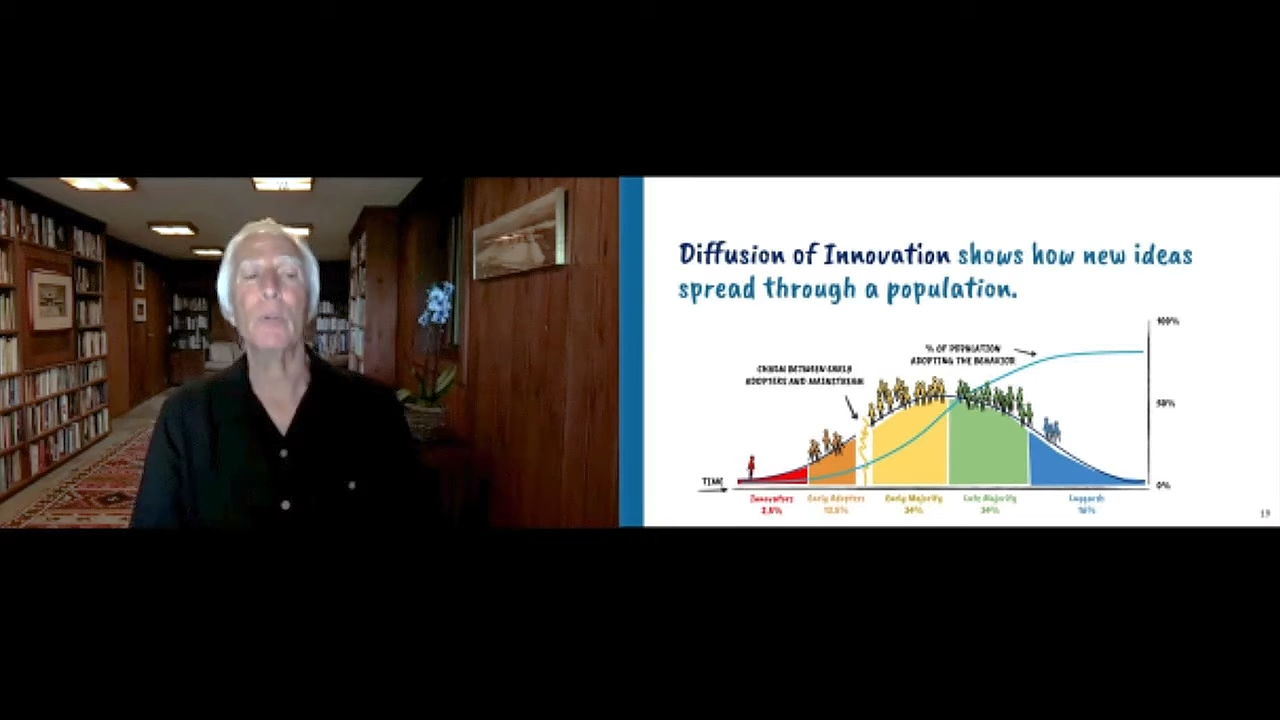 Diffusion of Innovation shows how new ideas
spread through a population.
100%
% OF POPULATION
ADOPTING THE BEHAVIOR
CHASM BETWEEN EARLY
ADOPTERS AND MAINSTREAM
50%
TIME
0%
Innovators Early Adopters Early Majority Late Majority Laggards
2.5% 13.5% 34% 34% 16%
19